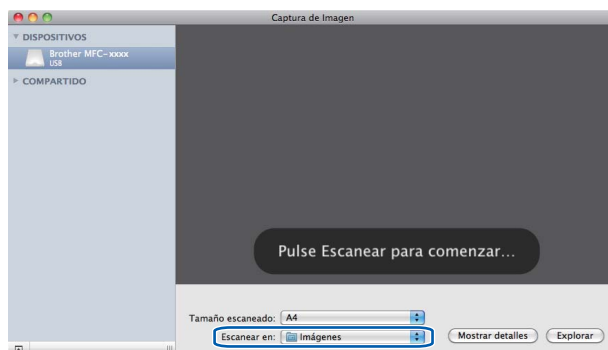 Captura de Imagen
DISPOSITIVOS
Brother MFC-xxxx
USB
COMPARTIDO
Pulse Escanear para comenzar...
Tamaño escaneado: A4
Escanear en: Imágenes
Mostrar detalles
Explorar